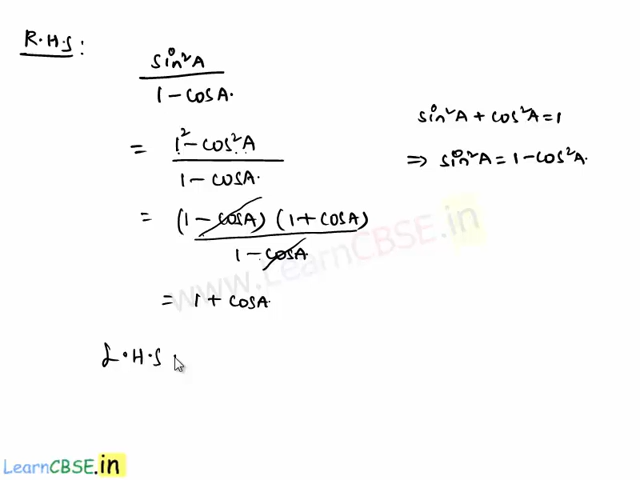 R.H.S:
sin²A
1 - cosA.
= 1² - cos²A
1 - cosA.
= (1 - cosA) (1 + cosA)
1 - cosA
= 1 + cosA.
sin²A + cos²A = 1
⇒ sin²A = 1 - cos²A.
L.H.S
www.LearnCBSE.in
LearnCBSE.in